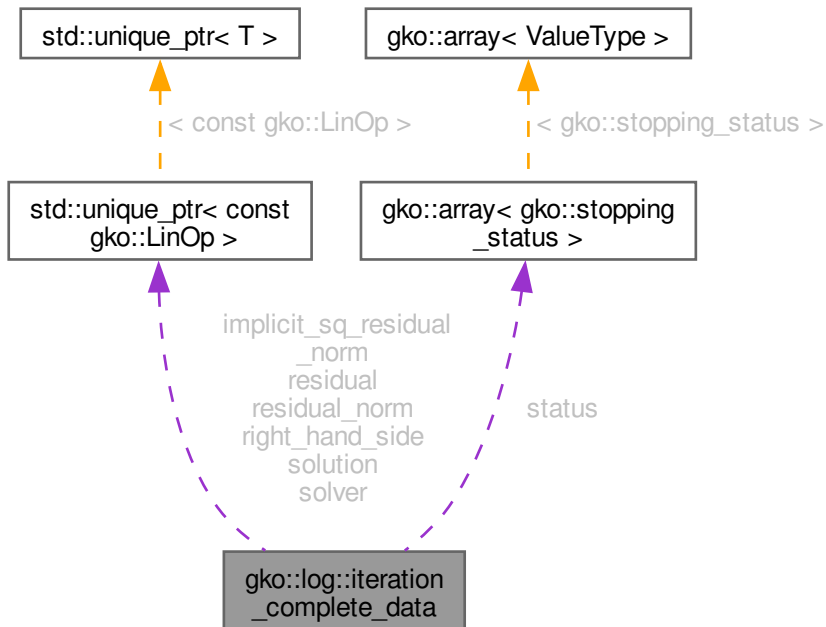 std::unique_ptr< T >
gko::array< ValueType >
< const gko::LinOp >
< gko::stopping_status >
std::unique_ptr< const
gko::LinOp >
gko::array< gko::stopping
_status >
implicit_sq_residual
_norm
residual
residual_norm
right_hand_side
solution
solver
status
gko::log::iteration
_complete_data